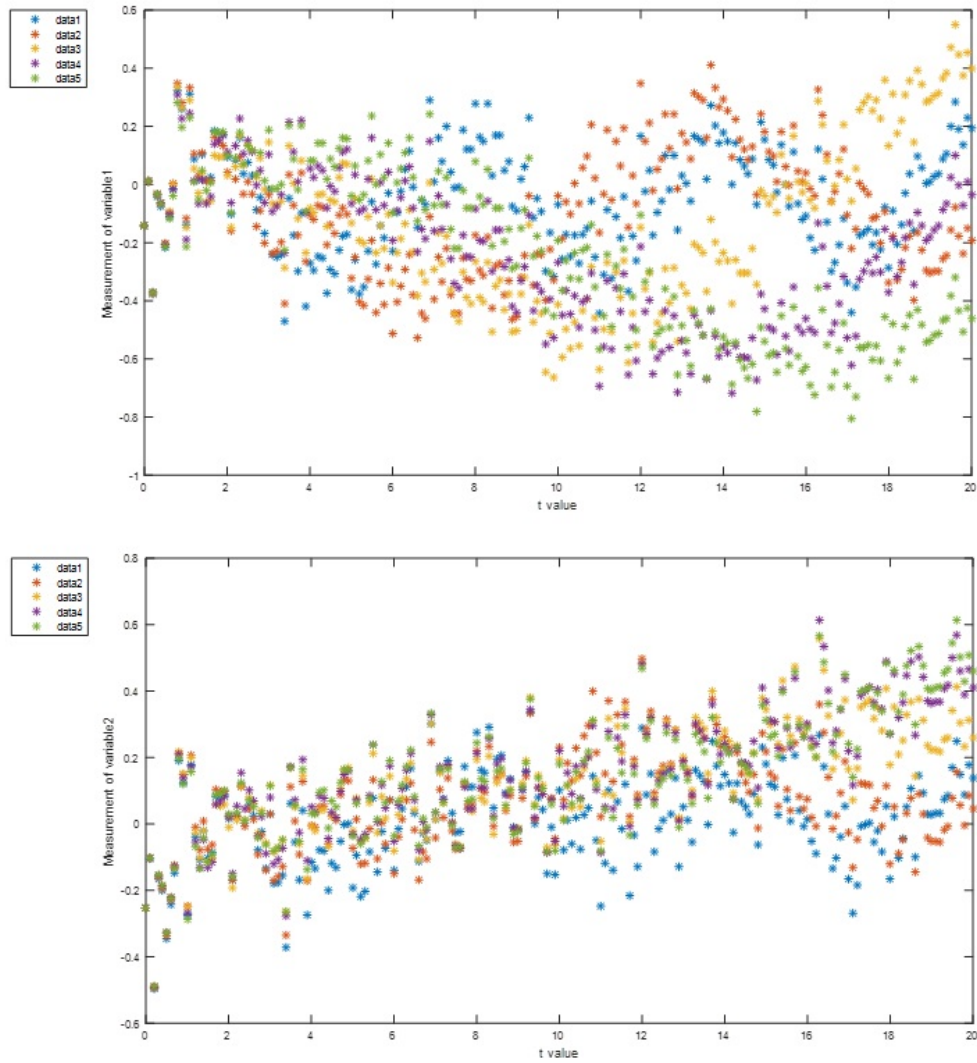 data1
data2
data3
data4
data5
0.6
0.4
0.2
0
-0.2
-0.4
-0.6
-0.8
-1
Measurement of variable1
0 2 4 6 8 10 12 14 16 18 20
t value
data1
data2
data3
data4
data5
0.8
0.6
0.4
0.2
0
-0.2
-0.4
-0.6
Measurement of variable2
0 2 4 6 8 10 12 14 16 18 20
t value